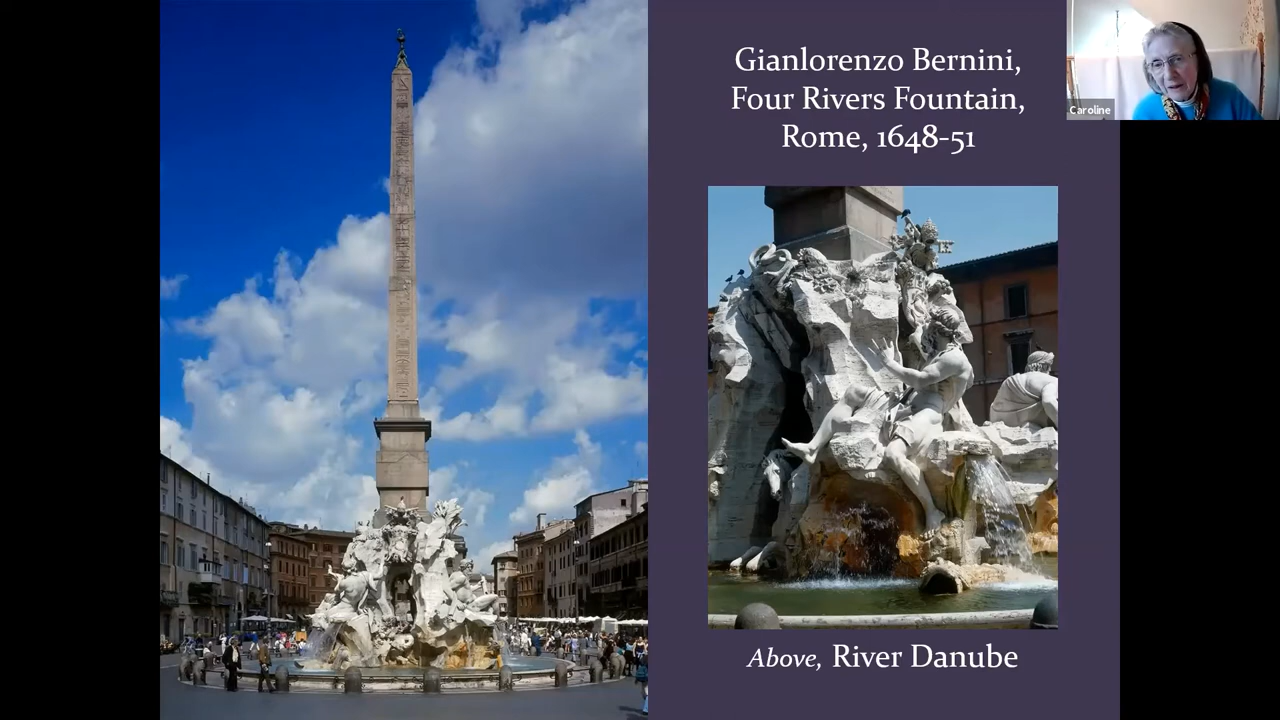 Gianlorenzo Bernini,
Four Rivers Fountain,
Rome, 1648-51
Caroline
Above, River Danube